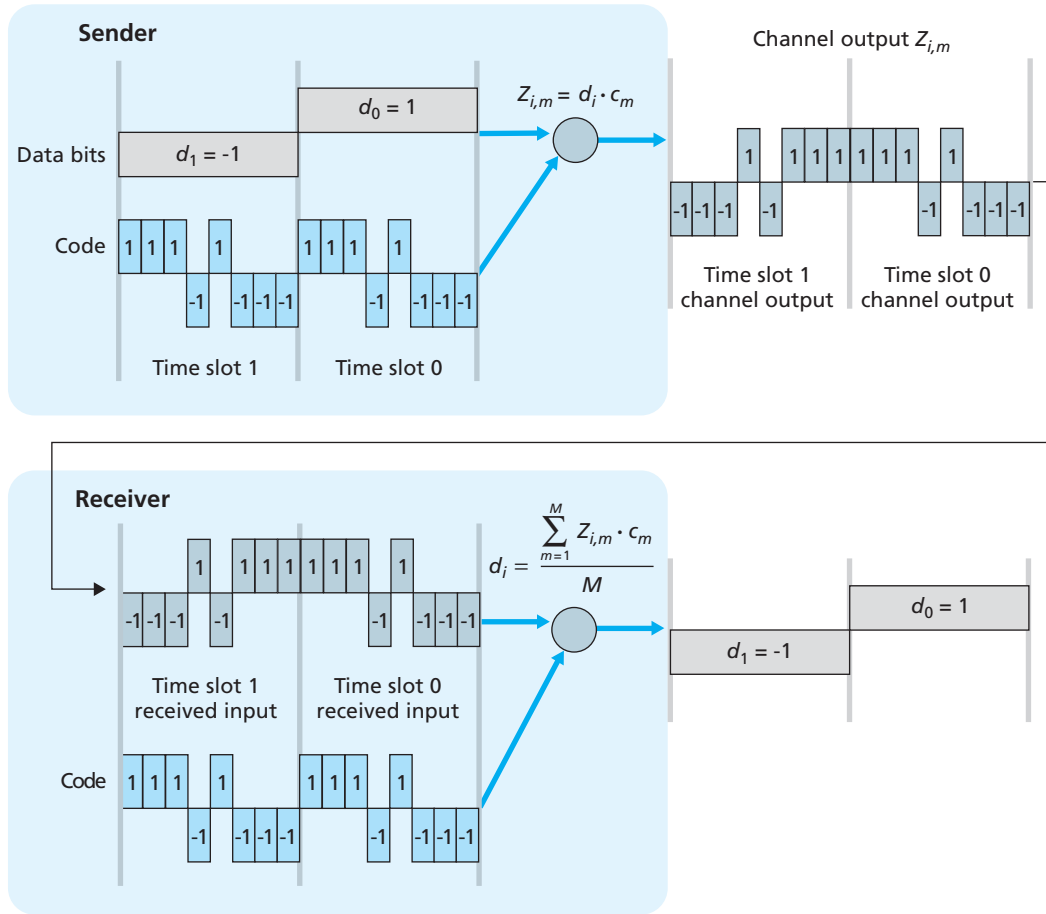 Sender
Channel output Z_{i,m}
Z_{i,m} = d_i · c_m
d_0 = 1
Data bits
d_1 = -1
1 1 1 1 1 1 1 1 1
-1 -1 -1 -1 -1 -1 -1 -1
Code
1 1 1 1 1 1 1 1
-1 -1 -1 -1 -1 -1 -1 -1
Time slot 1 Time slot 0
Time slot 1 channel output
Time slot 0 channel output
Receiver
1 1 1 1 1 1 1 1
-1 -1 -1 -1 -1 -1 -1 -1
d_i = \frac{\sum_{m=1}^{M} Z_{i,m} · c_m}{M}
d_0 = 1
d_1 = -1
Time slot 1 received input
Time slot 0 received input
Code
1 1 1 1 1 1 1 1
-1 -1 -1 -1 -1 -1 -1 -1